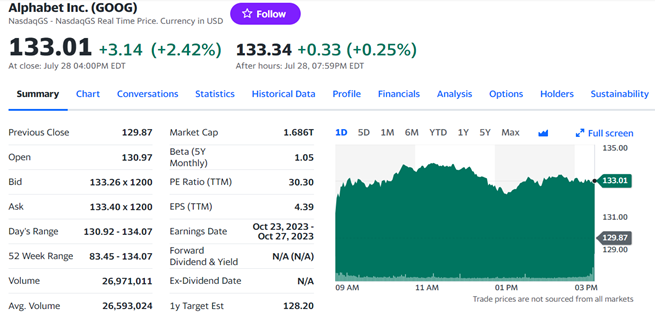 Alphabet Inc. (GOOG)
NasdaqGS - NasdaqGS Real Time Price. Currency in USD
☆ Follow
133.01 +3.14 (+2.42%) 133.34 +0.33 (+0.25%)
At close: July 28 04:00PM EDT After hours: Jul 28, 07:59PM EDT
Summary Chart Conversations Statistics Historical Data Profile Financials Analysis Options Holders Sustainability
Previous Close 129.87
Open 130.97
Bid 133.26 x 1200
Ask 133.40 x 1200
Day's Range 130.92 - 134.07
52 Week Range 83.45 - 134.07
Volume 26,971,011
Avg. Volume 26,593,024
Market Cap 1.686T
Beta (5Y
Monthly) 1.05
PE Ratio (TTM) 30.30
EPS (TTM) 4.39
Earnings Date Oct 23, 2023 -
Oct 27, 2023
Forward
Dividend & Yield N/A (N/A)
Ex-Dividend Date N/A
1y Target Est 128.20
1D 5D 1M 6M YTD 1Y 5Y Max Full screen
135.00
133.01
131.00
129.87
129.00
09 AM 11 AM 01 PM 03 PM
Trade prices are not sourced from all markets